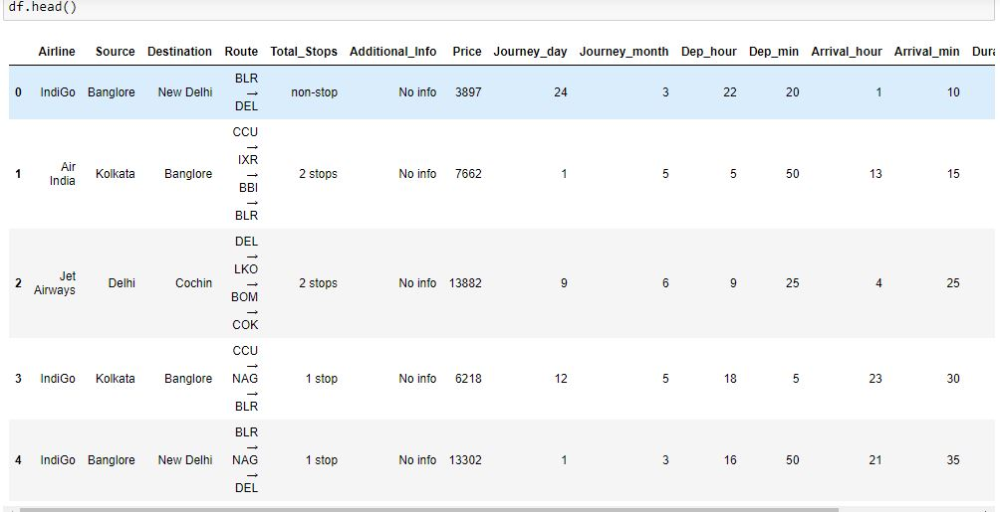 df.head()
Airline Source Destination Route Total_Stops Additional_Info Price Journey_day Journey_month Dep_hour Dep_min Arrival_hour Arrival_min Dura
0 IndiGo Banglore New Delhi BLR → DEL non-stop No info 3897 24 3 22 20 1 10
1 Air India Kolkata Banglore CCU → IXR → BBI → BLR 2 stops No info 7662 1 5 5 50 13 15
2 Jet Airways Delhi Cochin DEL → LKO → BOM → COK 2 stops No info 13882 9 6 9 25 4 25
3 IndiGo Kolkata Banglore CCU → NAG → BLR 1 stop No info 6218 12 5 18 5 23 30
4 IndiGo Banglore New Delhi BLR → NAG → DEL 1 stop No info 13302 1 3 16 50 21 35